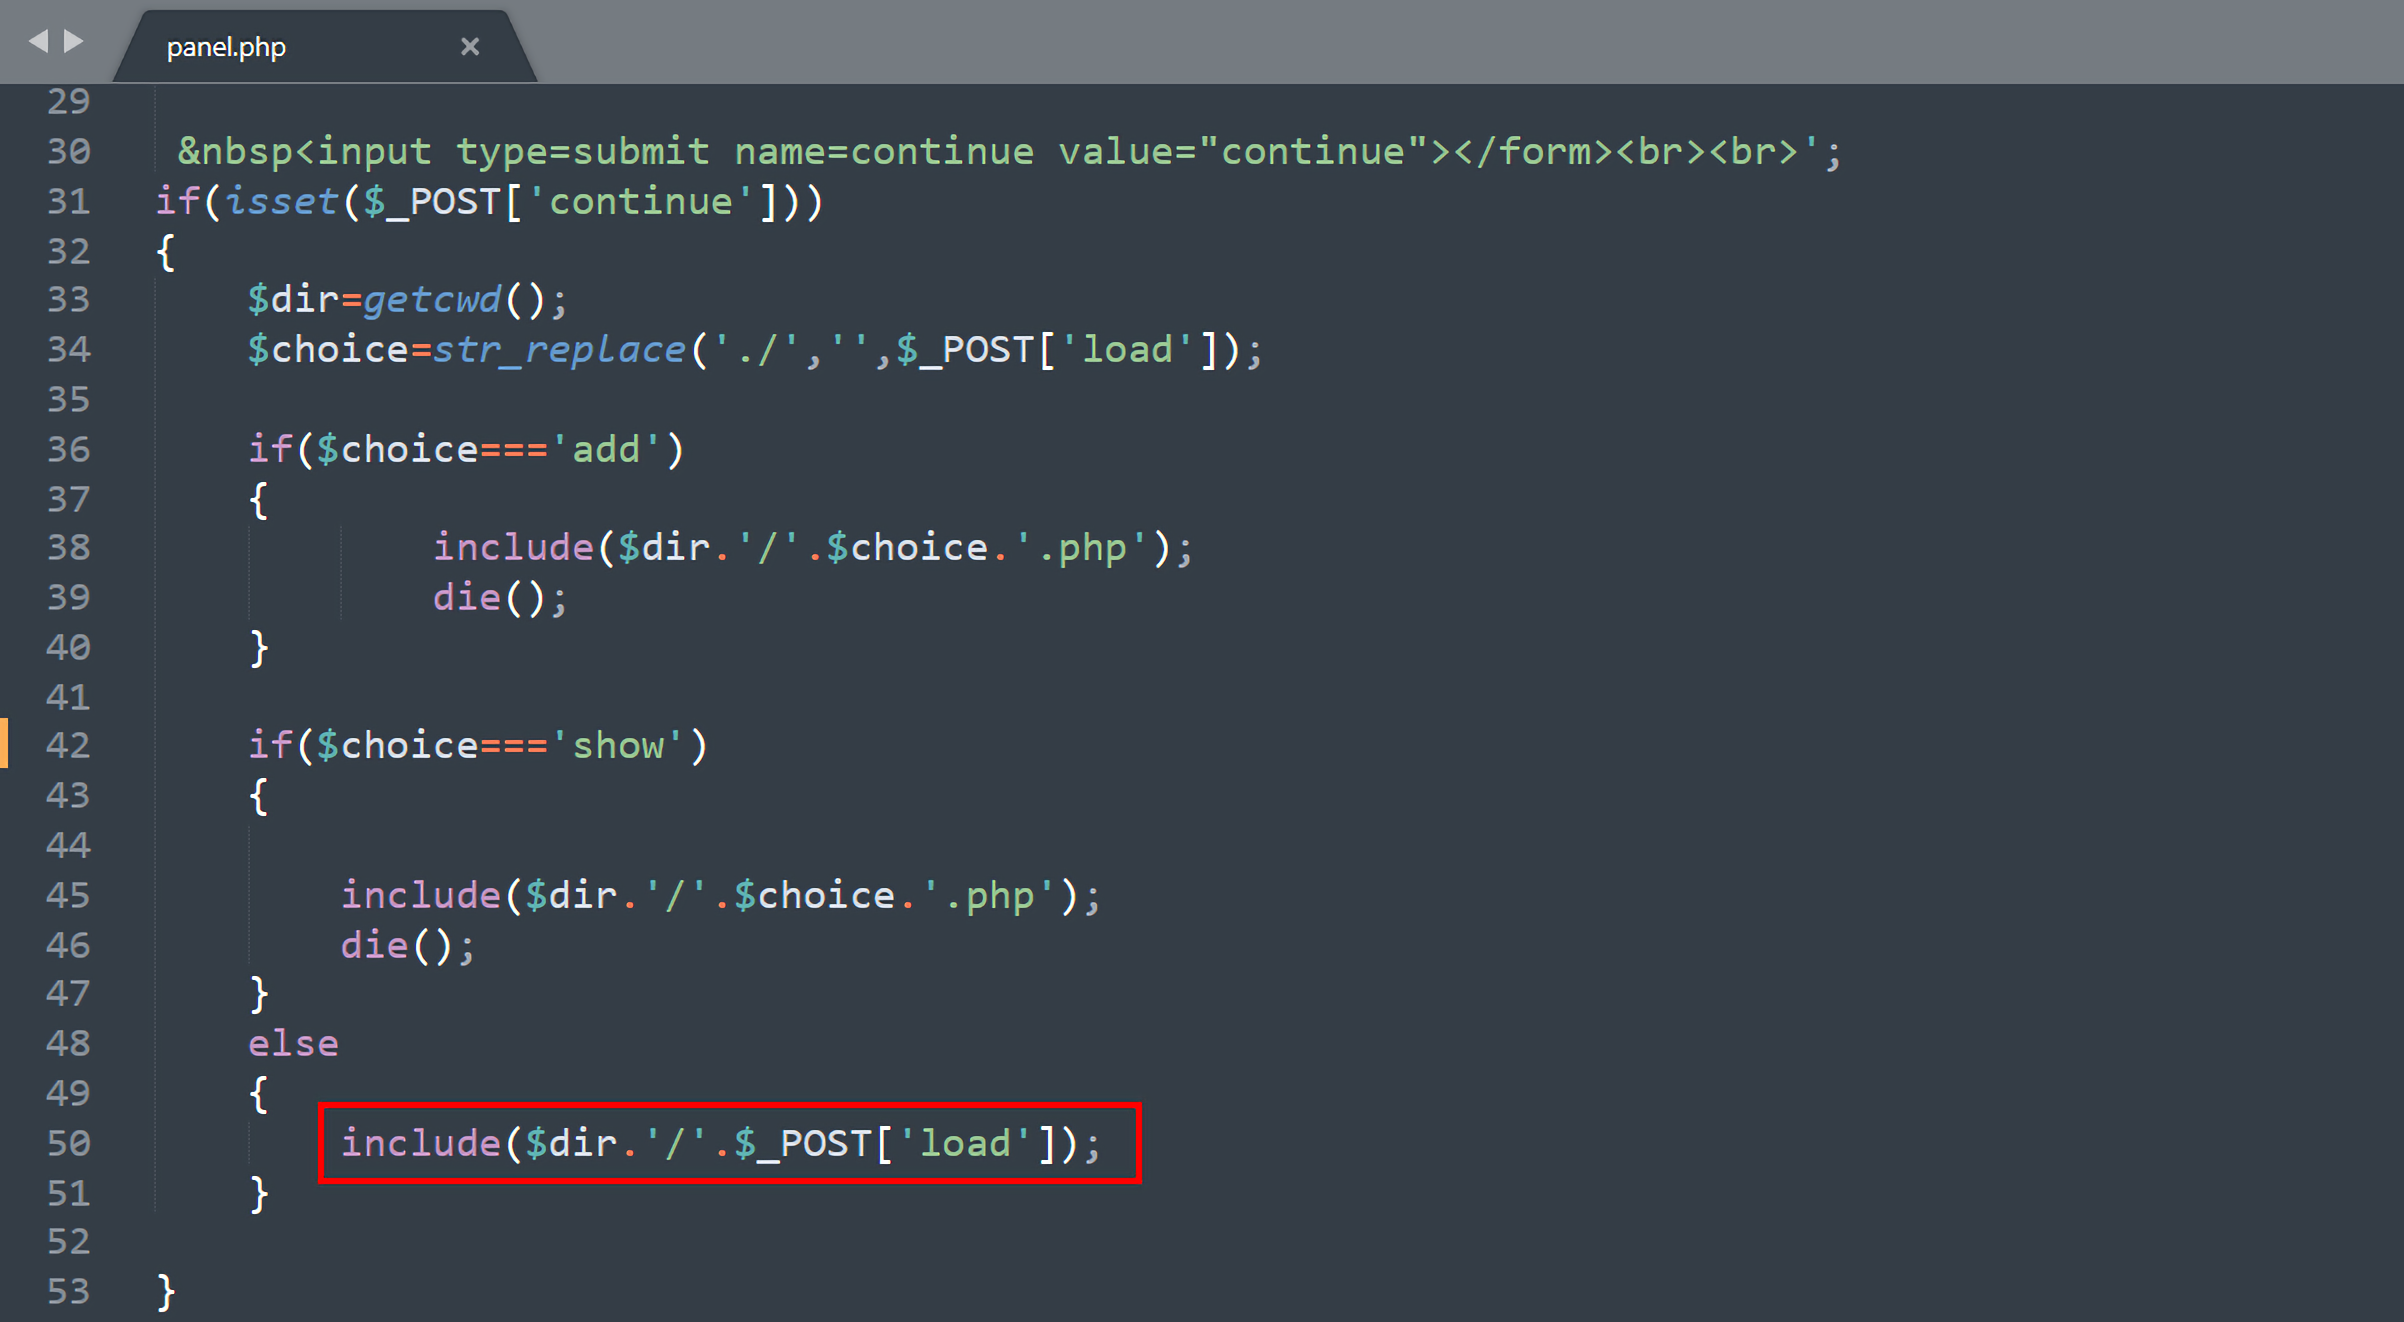 panel.php
29
30 &nbsp<input type=submit name=continue value="continue"></form><br><br>';
31 if(isset($_POST['continue']))
32 {
33 $dir=getcwd();
34 $choice=str_replace('./','',$_POST['load']);
35
36 if($choice==='add')
37 {
38 include($dir.'/'.$choice.'.php');
39 die();
40 }
41
42 if($choice==='show')
43 {
44
45 include($dir.'/'.$choice.'.php');
46 die();
47 }
48 else
49 {
50 include($dir.'/'.$_POST['load']);
51 }
52
53 }